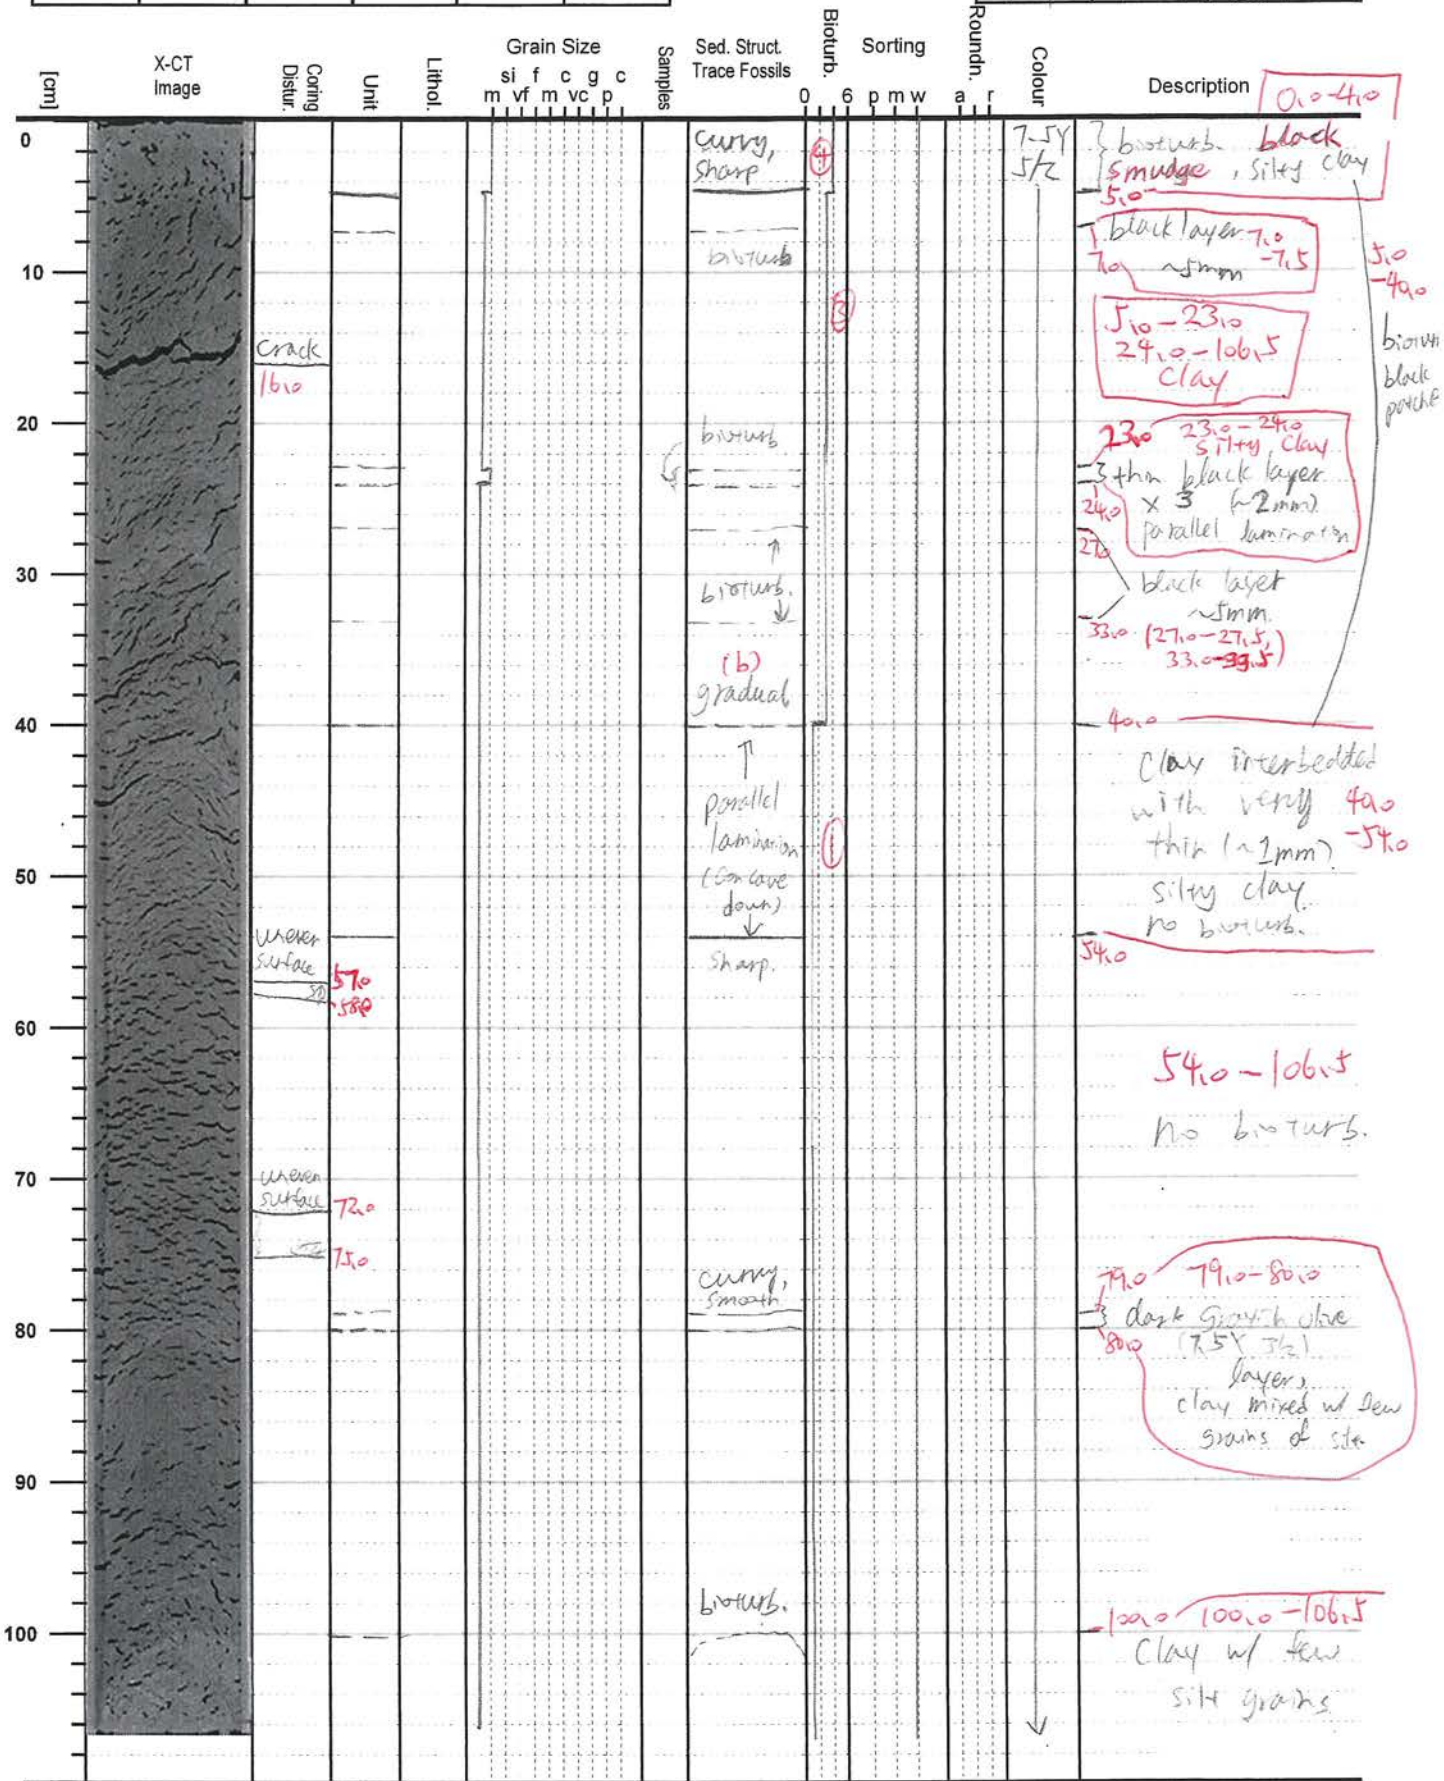 [cm]
X-CT
Image
Coring
Distur.
Unit
Lithol.
Grain Size
si f c g c
m vf m vc p
Samples
Sed. Struct.
Trace Fossils
Bioturb.
0 6
Sorting
p m w
Roundn.
a r
Colour
Description
0
10
20
30
40
50
60
70
80
90
100
crack
16.0
uneven
surface
57.0
58.0
uneven
surface
72.0
75.0
curvy,
sharp
bioturb
bioturb
bioturb.
(b)
gradual
parallel
lamination
(concave
down)
sharp.
curvy,
smooth
bioturb.
4
3
1
7.5Y
5/2
0.0-4.0
bioturb. black
smudge, silty clay
5.0
black layer 7.0
-7.5
7.0 ~5mm
5.0-23.0
24.0-106.5
Clay
5.0
-40.0
bioturb
black
23.0 23.0-24.0
Silty Clay
thin black layer
24.0 x 3 (~2mm)
parallel lamination
27.0
black layer
~5mm.
33.0 (27.0-27.5,
33.0-33.5)
40.0
Clay interbedded
with very 40.0
thin (~1mm) -54.0
silty clay.
no bioturb.
54.0
54.0-106.5
no bioturb.
79.0 79.0-80.0
dark grayish olive
80.0 (7.5Y 3/2)
layer,
clay mixed w/ few
grains of
100.0 100.0-106.5
Clay w/ few
silt grains